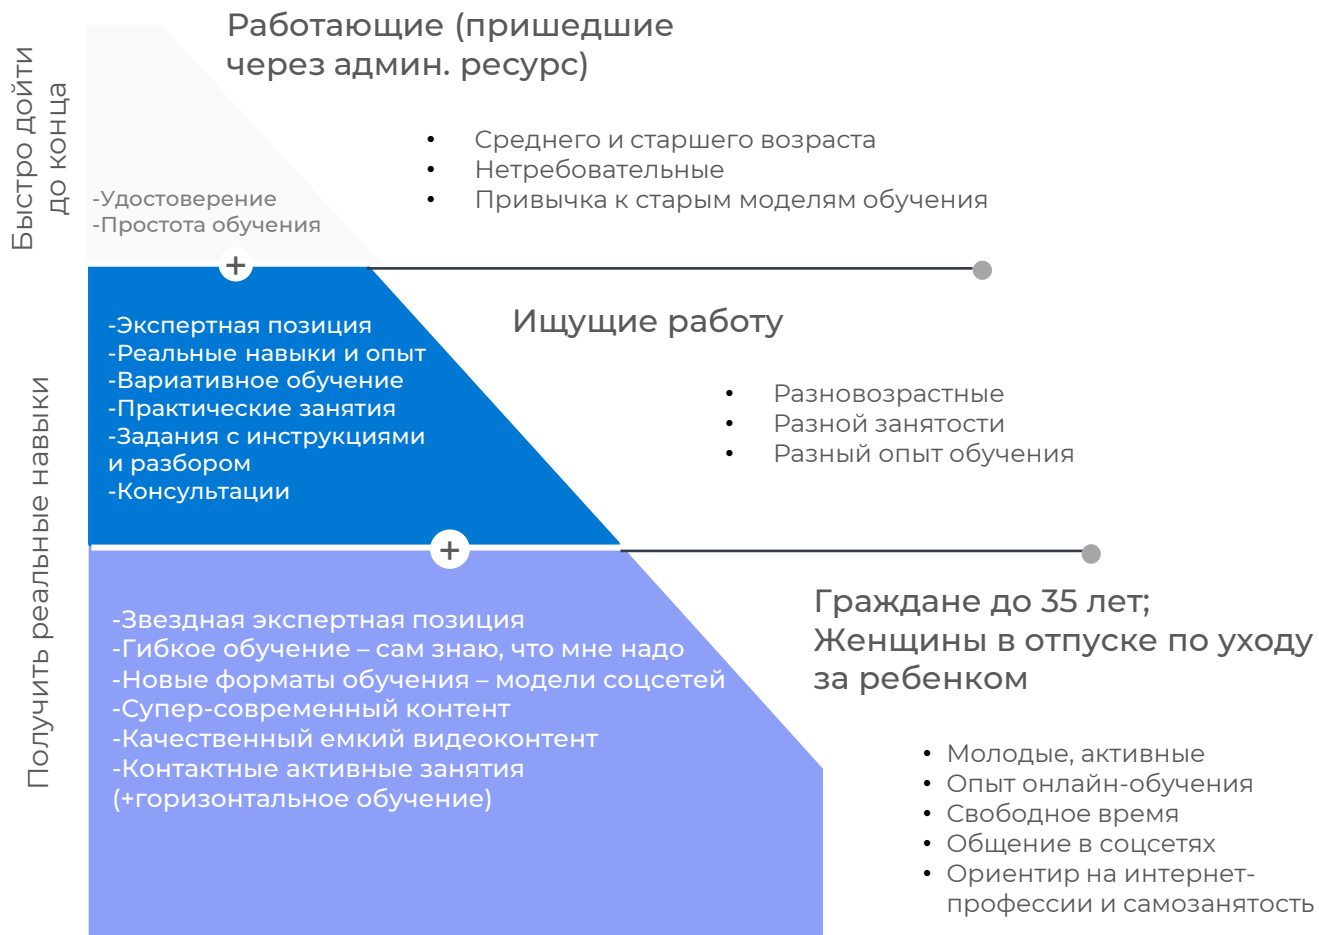 Работающие (пришедшие
через админ. ресурс)
Быстро дойти
до конца
• Среднего и старшего возраста
• Нетребовательные
• Привычка к старым моделям обучения
-Удостоверение
-Простота обучения
+
Ищущие работу
-Экспертная позиция
-Реальные навыки и опыт
-Вариативное обучение
-Практические занятия
-Задания с инструкциями
и разбором
-Консультации
• Разновозрастные
• Разной занятости
• Разный опыт обучения
Получить реальные навыки
+
Граждане до 35 лет;
Женщины в отпуске по уходу
за ребенком
-Звездная экспертная позиция
-Гибкое обучение – сам знаю, что мне надо
-Новые форматы обучения – модели соцсетей
-Супер-современный контент
-Качественный емкий видеоконтент
-Контактные активные занятия
(+горизонтальное обучение)
• Молодые, активные
• Опыт онлайн-обучения
• Свободное время
• Общение в соцсетях
• Ориентир на интернет-
профессии и самозанятость